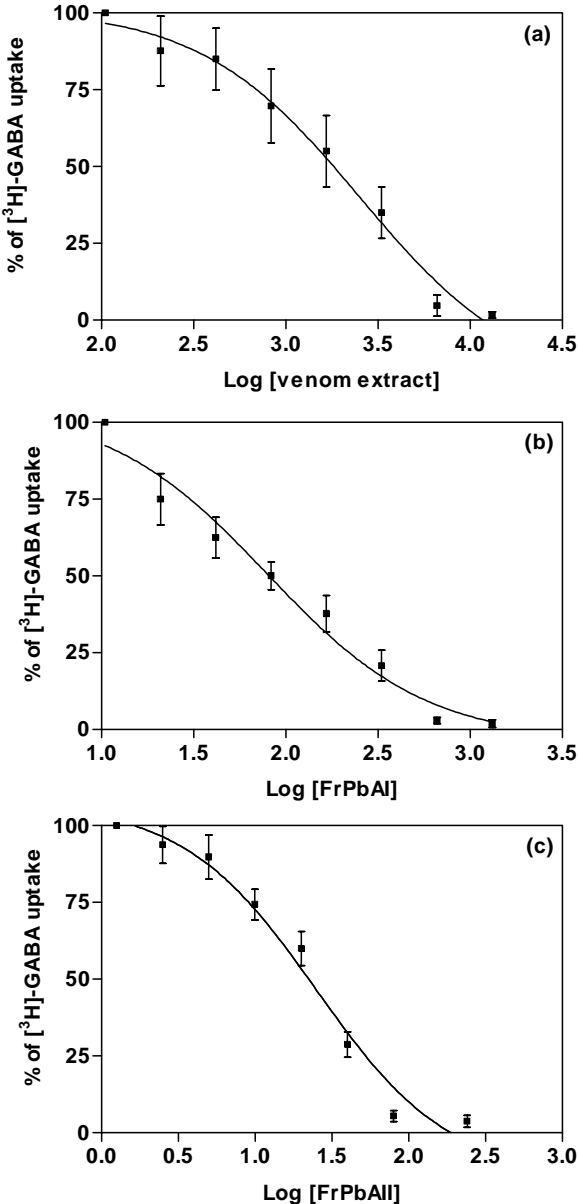 (a)
% of [³H]-GABA uptake
100
75
50
25
0
2.0 2.5 3.0 3.5 4.0 4.5
Log [venom extract]
(b)
% of [³H]-GABA uptake
100
75
50
25
0
1.0 1.5 2.0 2.5 3.0 3.5
Log [FrPbAI]
(c)
% of [³H]-GABA uptake
100
75
50
25
0
0.0 0.5 1.0 1.5 2.0 2.5 3.0
Log [FrPbAII]